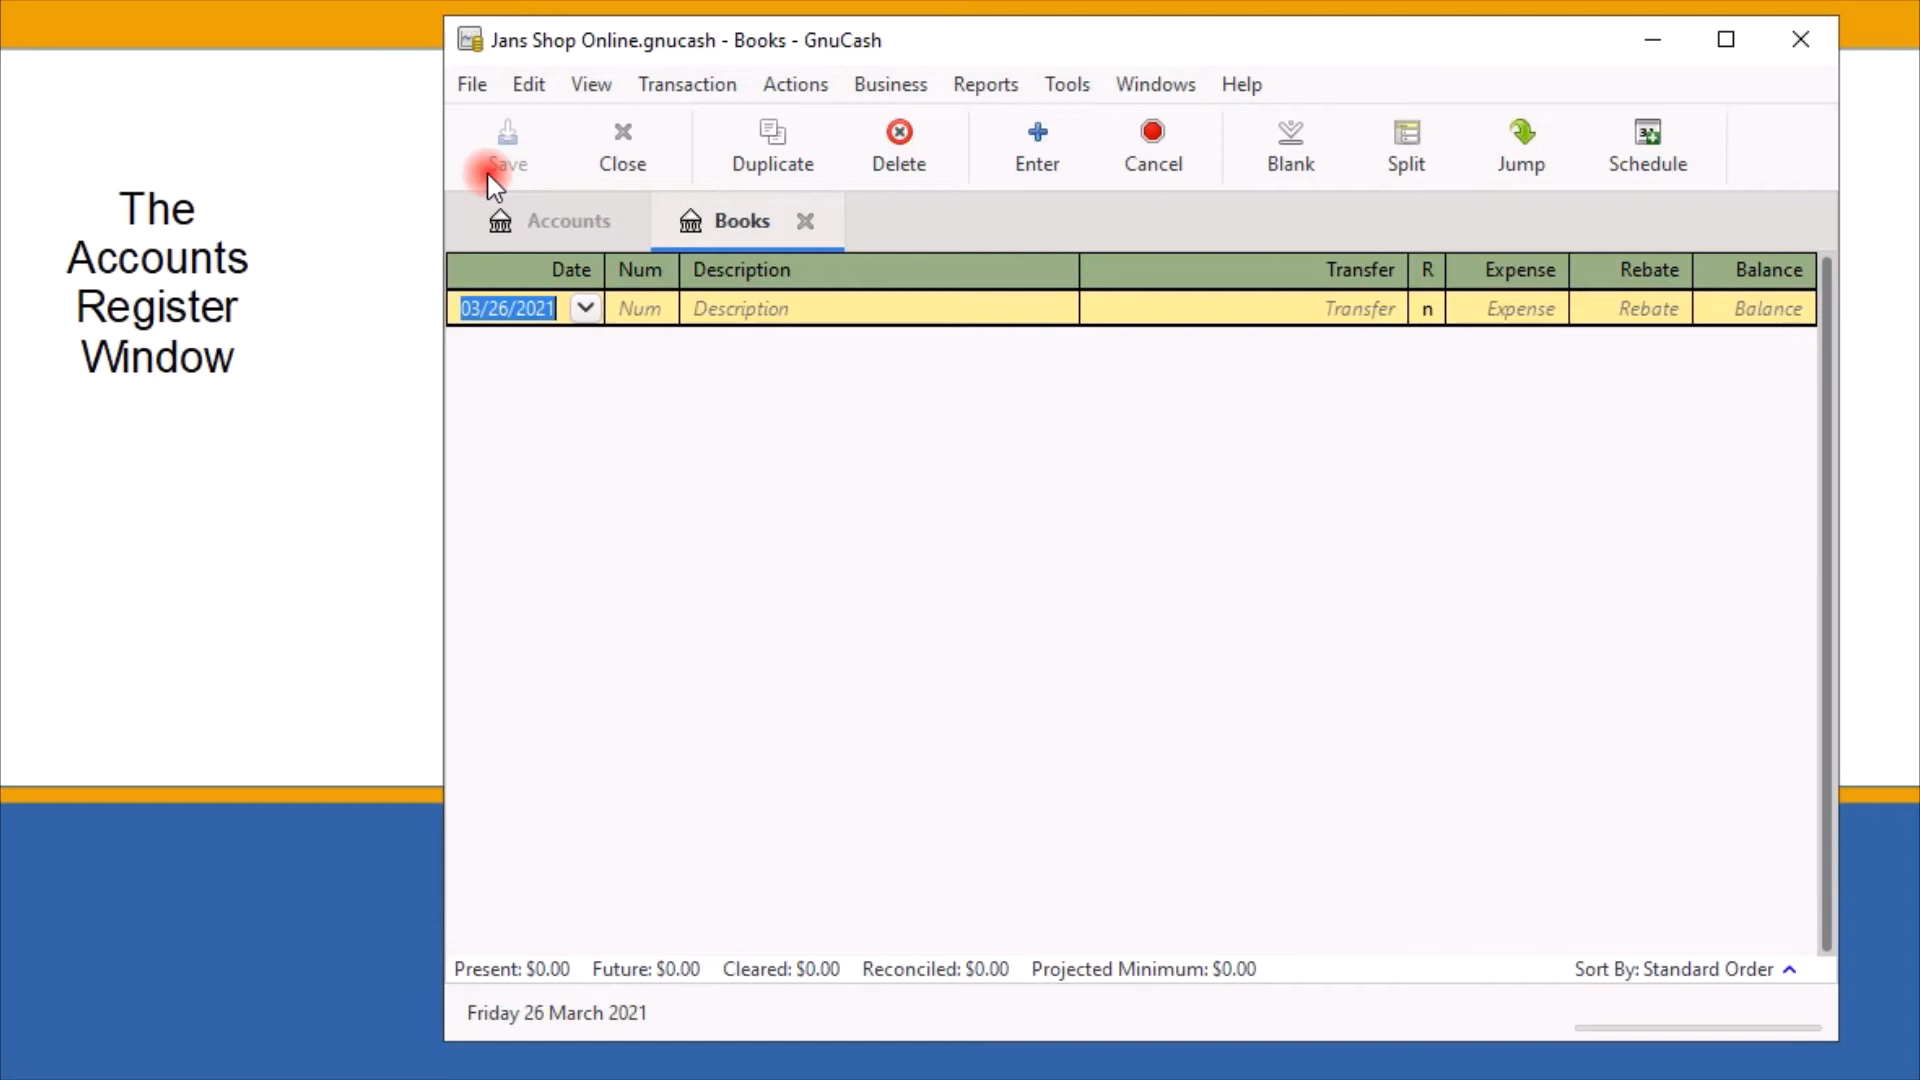 The
Accounts
Register
Window
Jans Shop Online.gnucash - Books - GnuCash
File Edit View Transaction Actions Business Reports Tools Windows Help
Save Close Duplicate Delete Enter Cancel Blank Split Jump Schedule
Accounts Books
Date Num Description Transfer R Expense Rebate Balance
03/26/2021 Num Description Transfer n Expense Rebate Balance
Present: $0.00 Future: $0.00 Cleared: $0.00 Reconciled: $0.00 Projected Minimum: $0.00 Sort By: Standard Order
Friday 26 March 2021